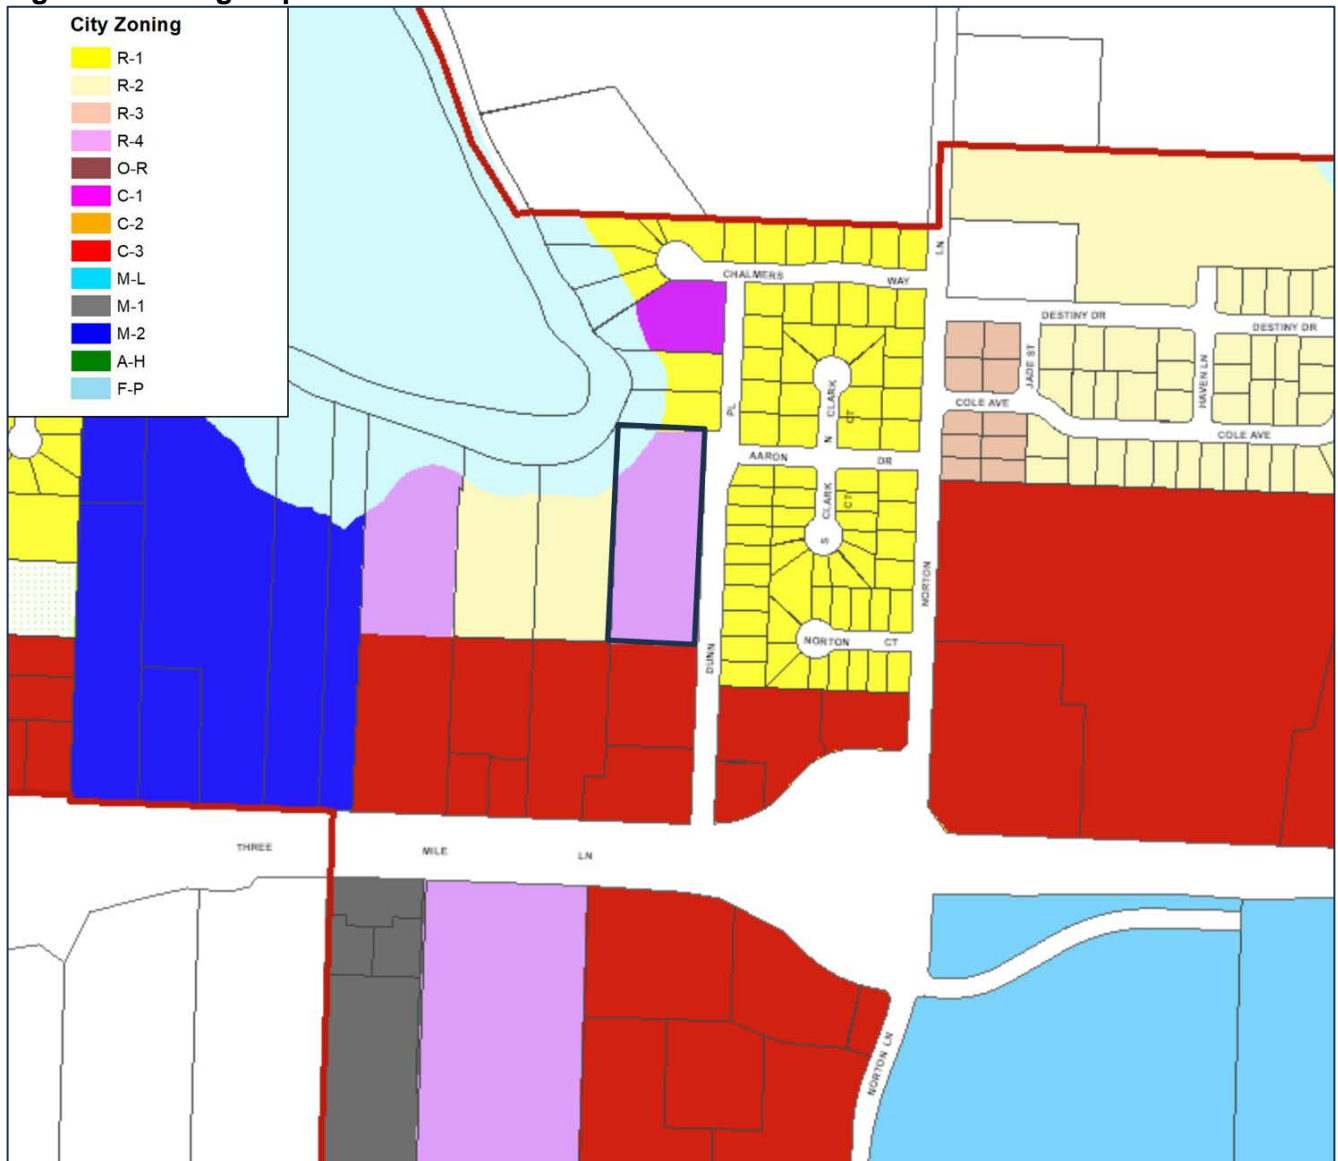 City Zoning
R-1
R-2
R-3
R-4
O-R
C-1
C-2
C-3
M-L
M-1
M-2
A-H
F-P
CHALMERS WAY
LN
DESTINY DR
DESTINY DR
JADE ST
HAVEN LN
COLE AVE
COLE AVE
PL
N CLARK CT
AARON DR
S CLARK CT
NORTON
NORTON CT
DUNN
THREE MILE LN
NORTON LN